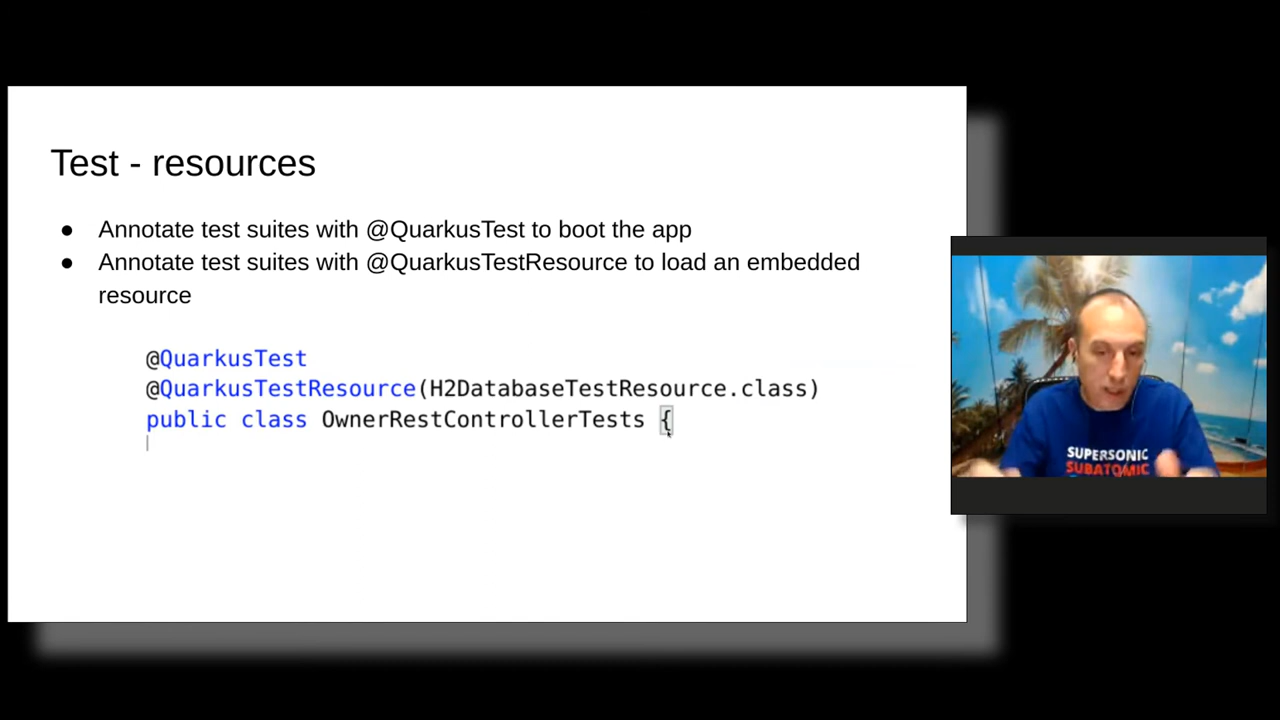 Test - resources
● Annotate test suites with @QuarkusTest to boot the app
● Annotate test suites with @QuarkusTestResource to load an embedded
resource
@QuarkusTest
@QuarkusTestResource(H2DatabaseTestResource.class)
public class OwnerRestControllerTests {
SUPERSONIC
SUBATOMIC